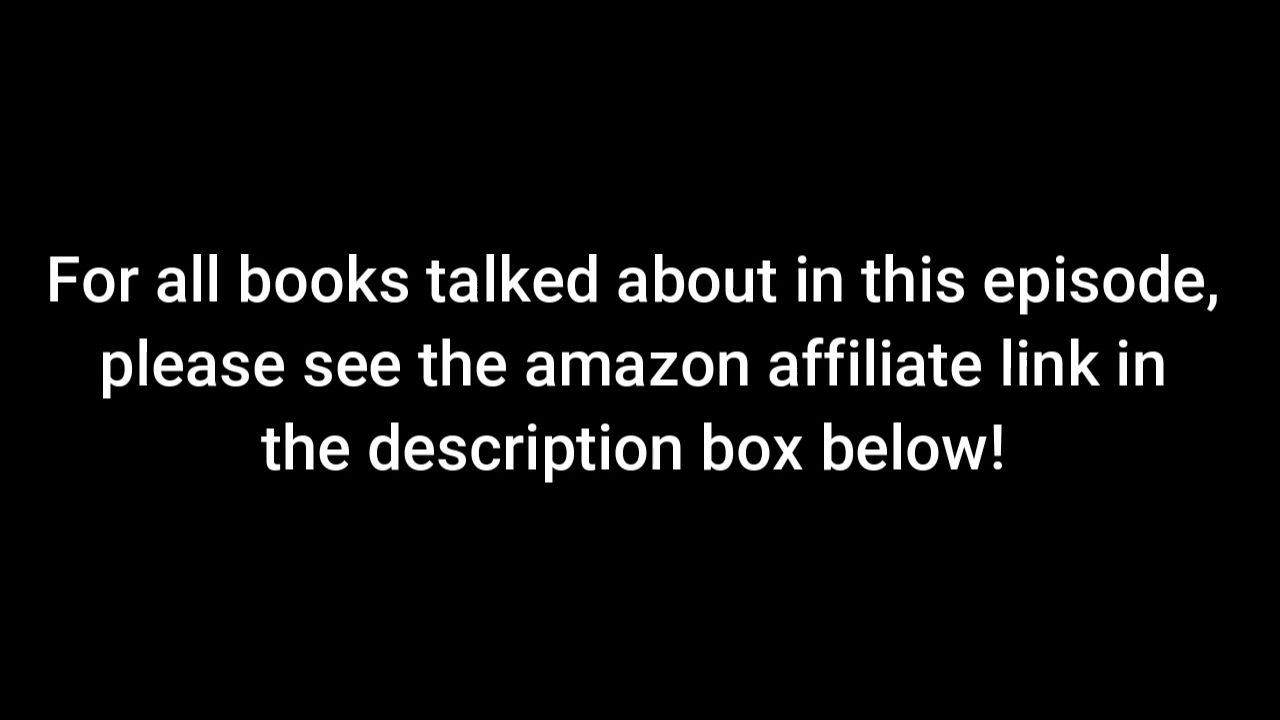 For all books talked about in this episode,
please see the amazon affiliate link in
the description box below!